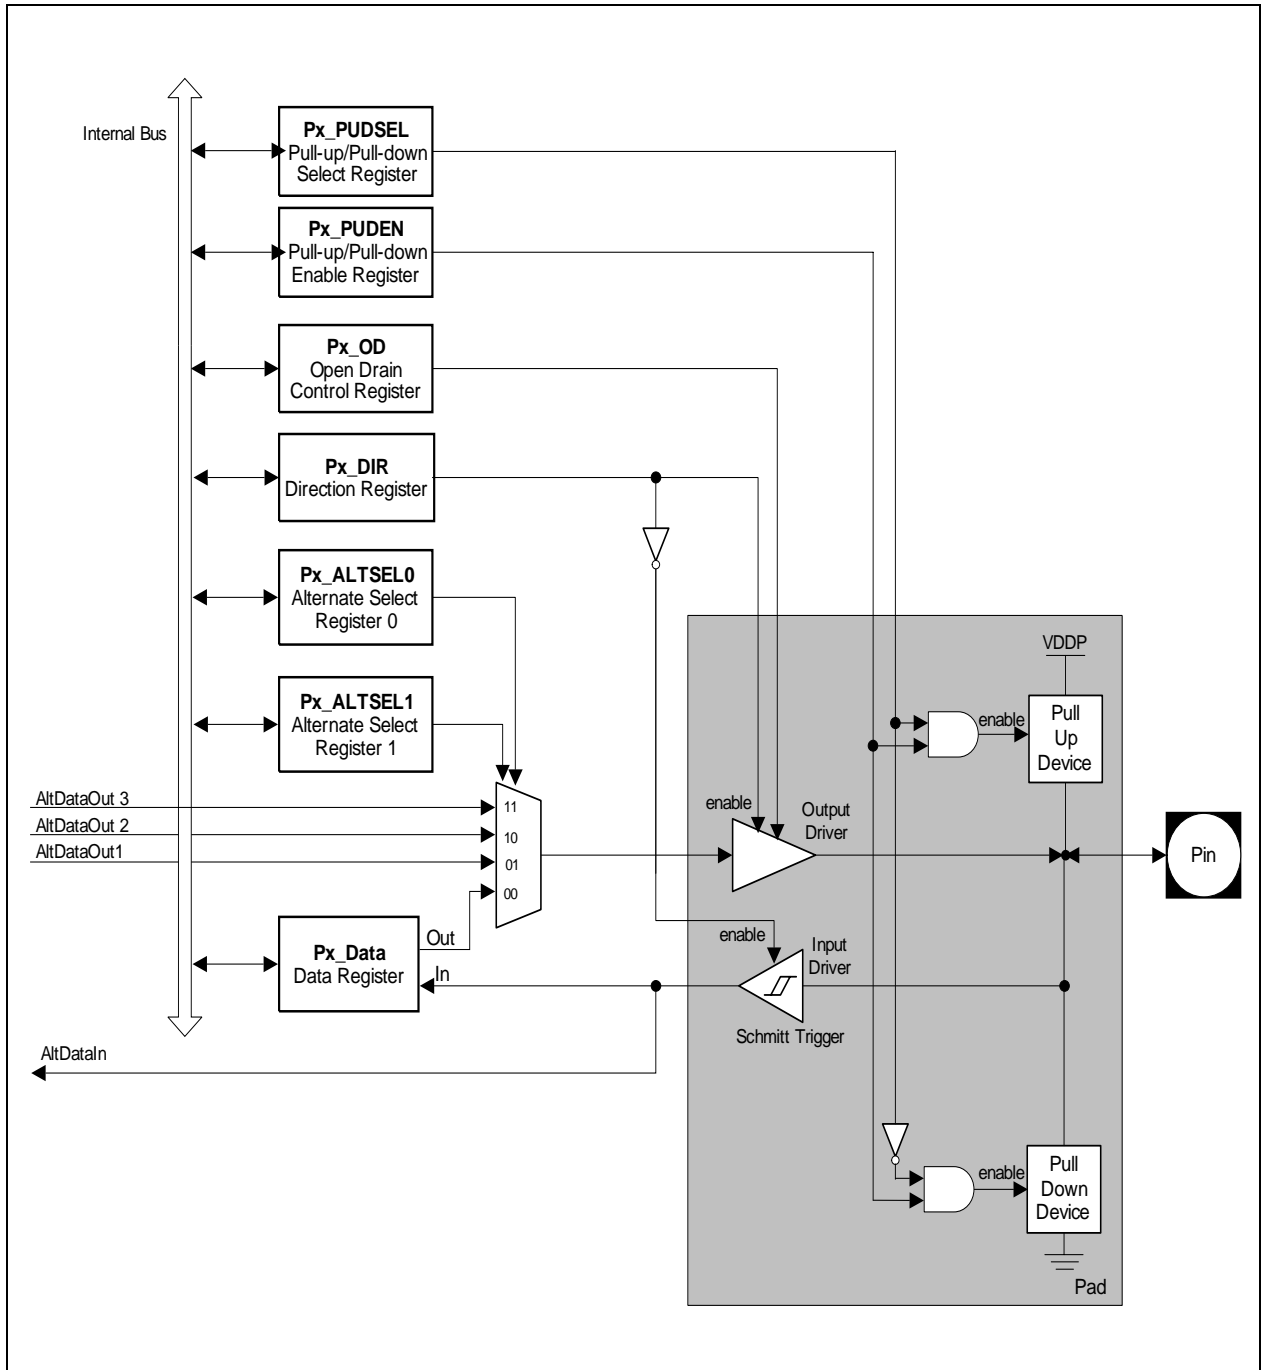 Internal Bus
Px_PUDSEL
Pull-up/Pull-down
Select Register
Px_PUDEN
Pull-up/Pull-down
Enable Register
Px_OD
Open Drain
Control Register
Px_DIR
Direction Register
Px_ALTSEL0
Alternate Select
Register 0
Px_ALTSEL1
Alternate Select
Register 1
AltDataOut 3
AltDataOut 2
AltDataOut1
11
10
01
00
Px_Data
Data Register
Out
In
AltDataIn
enable
Output
Driver
enable
Input
Driver
Schmitt Trigger
VDDP
enable
Pull
Up
Device
Pin
enable
Pull
Down
Device
Pad